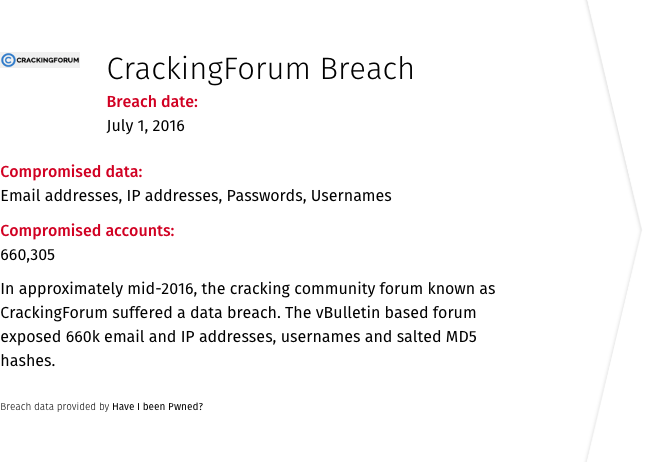 CRACKINGFORUM
CrackingForum Breach
Breach date:
July 1, 2016
Compromised data:
Email addresses, IP addresses, Passwords, Usernames
Compromised accounts:
660,305
In approximately mid-2016, the cracking community forum known as
CrackingForum suffered a data breach. The vBulletin based forum
exposed 660k email and IP addresses, usernames and salted MD5
hashes.
Breach data provided by Have I been Pwned?